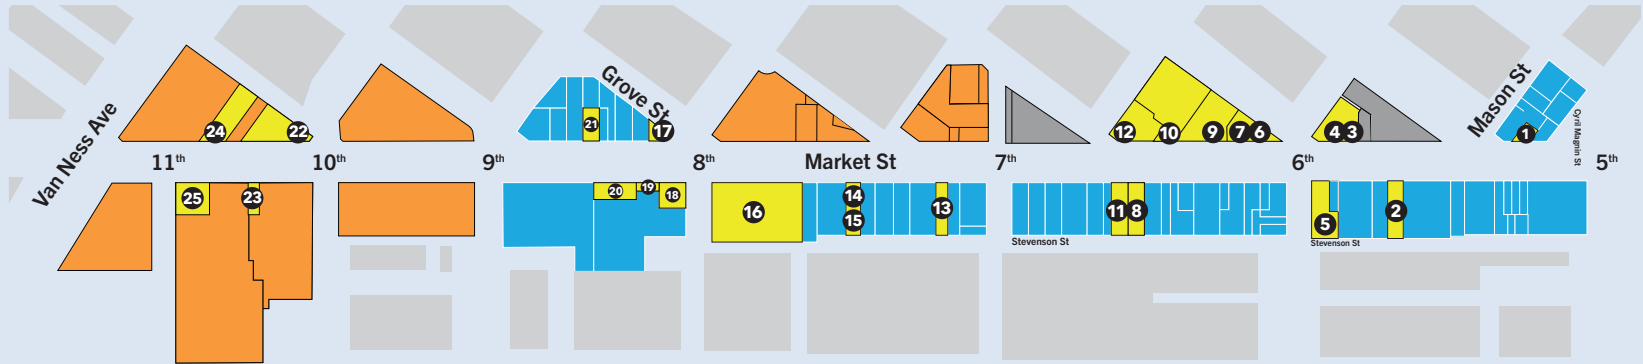 Van Ness Ave
24
22
Grove St
21
17
12
10
9
7
6
4
3
Mason St
1
Cyril Magnin St
11th
10th
9th
8th
Market St
7th
6th
5th
25
23
20
19
18
16
14
15
13
11
8
5
2
Stevenson St
Stevenson St